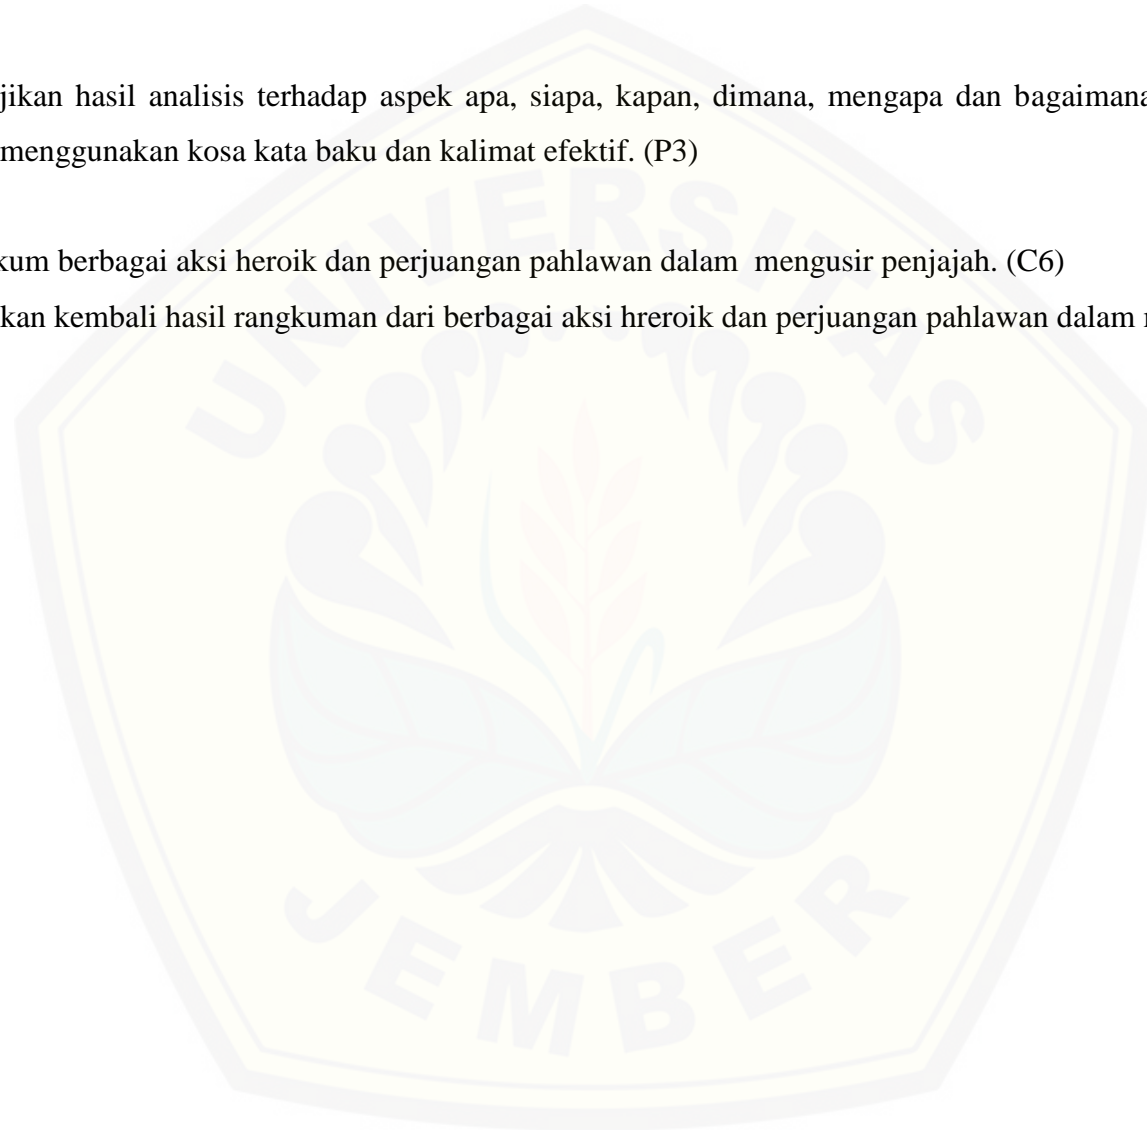 jikan hasil analisis terhadap aspek apa, siapa, kapan, dimana, mengapa dan bagaimana
menggunakan kosa kata baku dan kalimat efektif. (P3)
kum berbagai aksi heroik dan perjuangan pahlawan dalam mengusir penjajah. (C6)
kan kembali hasil rangkuman dari berbagai aksi hreroik dan perjuangan pahlawan dalam
UNIVERSITAS
JEMBER